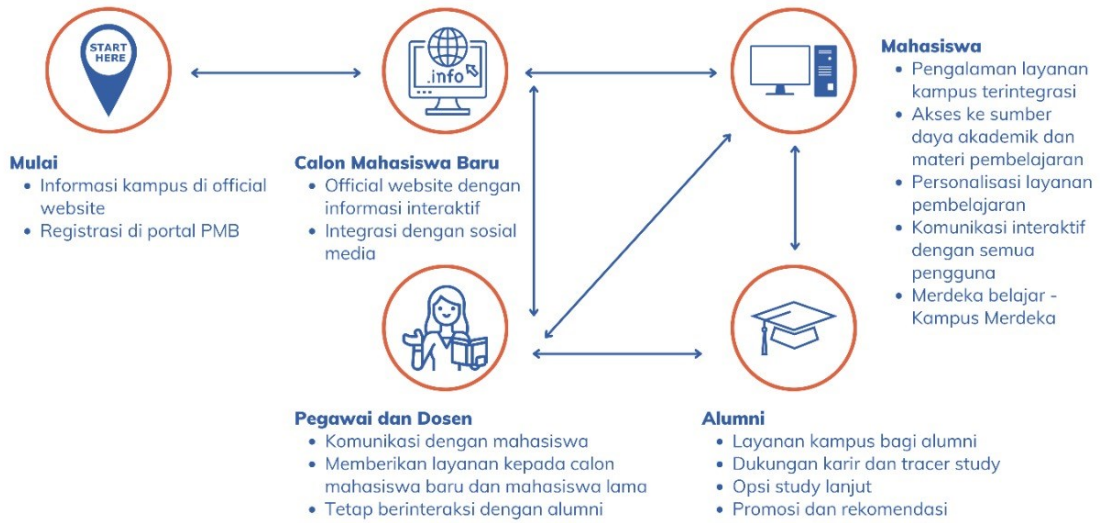 START
HERE
.info
Mulai
• Informasi kampus di official
website
• Registrasi di portal PMB
Calon Mahasiswa Baru
• Official website dengan
informasi interaktif
• Integrasi dengan sosial
media
Mahasiswa
• Pengalaman layanan
kampus terintegrasi
• Akses ke sumber
daya akademik dan
materi pembelajaran
• Personalisasi layanan
pembelajaran
• Komunikasi interaktif
dengan semua
pengguna
• Merdeka belajar -
Kampus Merdeka
Pegawai dan Dosen
• Komunikasi dengan mahasiswa
• Memberikan layanan kepada calon
mahasiswa baru dan mahasiswa lama
• Tetap berinteraksi dengan alumni
Alumni
• Layanan kampus bagi alumni
• Dukungan karir dan tracer study
• Opsi study lanjut
• Promosi dan rekomendasi